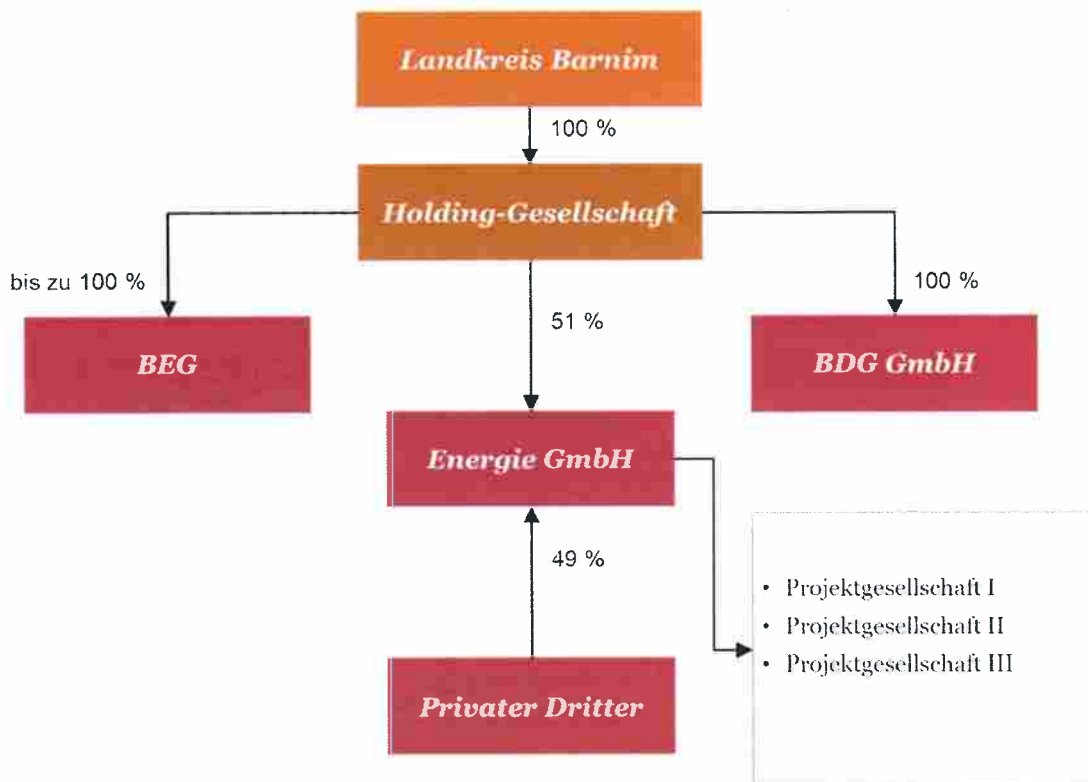 Landkreis Barnim
100 %
Holding-Gesellschaft
bis zu 100 %
51 %
100 %
BEG
BDG GmbH
Energie GmbH
49 %
• Projektgesellschaft I
• Projektgesellschaft II
• Projektgesellschaft III
Privater Dritter